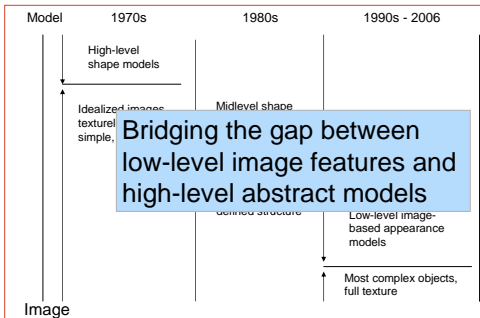 Model 1970s 1980s 1990s - 2006
High-level
shape models
Idealized images
simple,
Midlevel shape
Bridging the gap between
low-level image features and
high-level abstract models
defined structure
Low-level image-
based appearance
models
Most complex objects,
full texture
Image